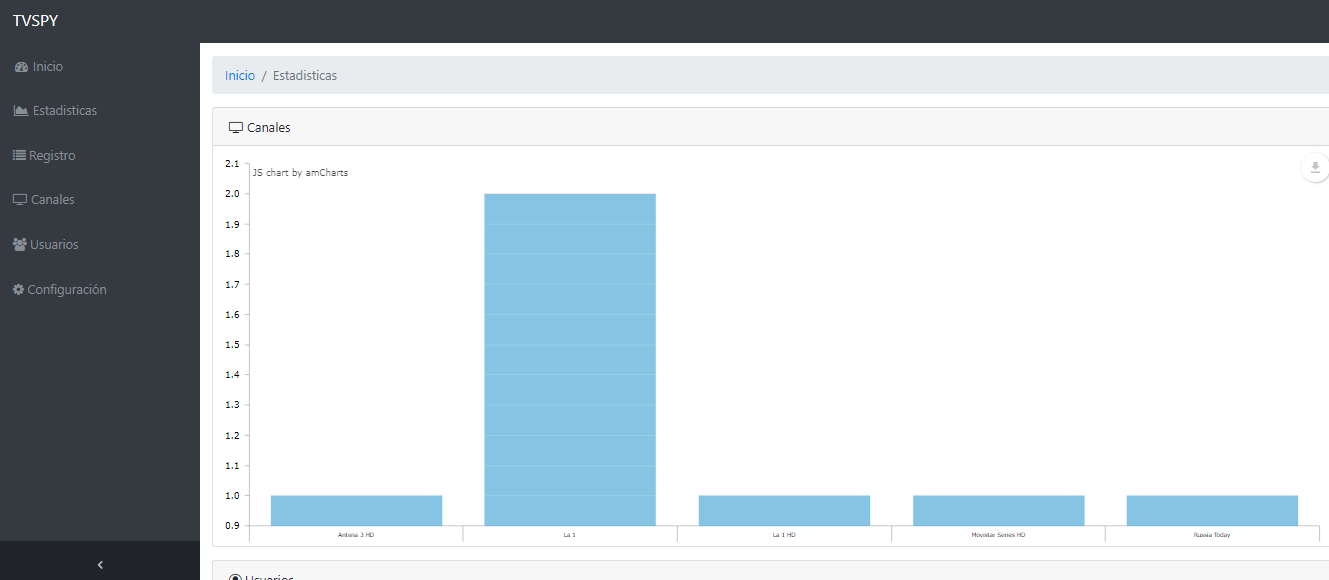 TVSPY
Inicio
Estadisticas
Registro
Canales
Usuarios
Configuración
Inicio / Estadisticas
Canales
JS chart by amCharts
2.1
2.0
1.9
1.8
1.7
1.6
1.5
1.4
1.3
1.2
1.1
1.0
0.9
Antena 3 HD
La 1
La 1 HD
Movistar Series HD
Russia Today
Usuarios